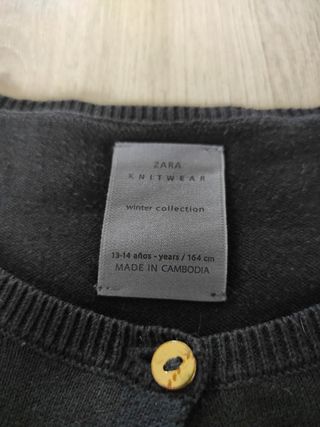 ZARA
KNITWEAR
winter collection
13-14 años - years / 164 cm
MADE IN CAMBODIA